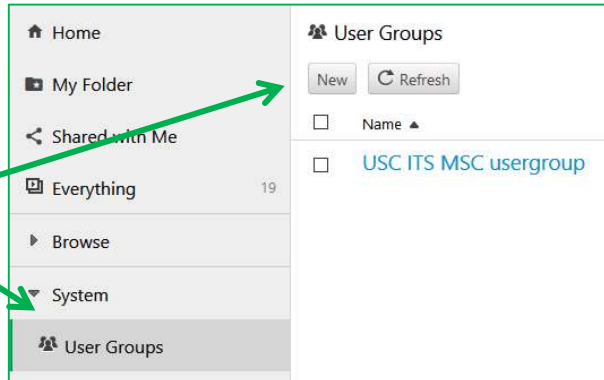 Home
My Folder
Shared with Me
Everything 19
Browse
System
User Groups
User Groups
New Refresh
Name
USC ITS MSC usergroup